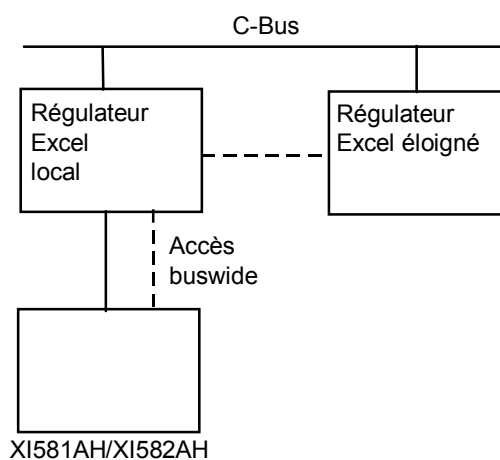 C-Bus
Régulateur
Excel
local
Régulateur
Excel éloigné
Accès
buswide
XI581AH/XI582AH